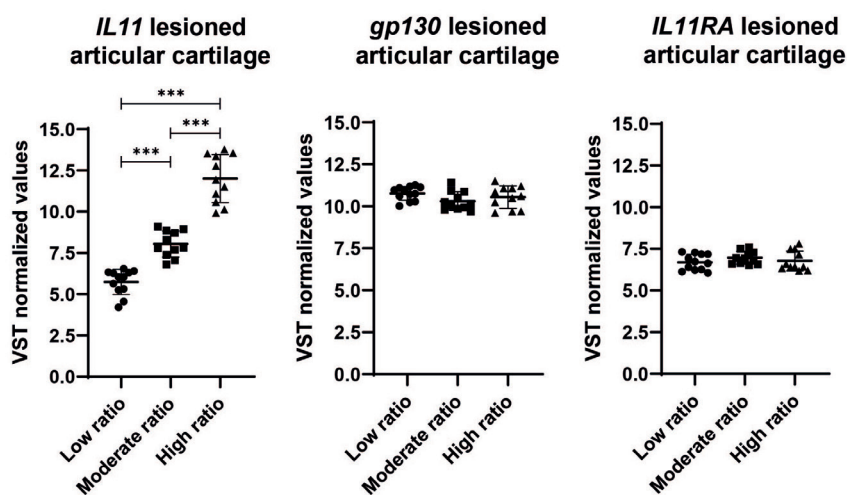 IL11 lesioned
articular cartilage
gp130 lesioned
articular cartilage
IL11RA lesioned
articular cartilage
***
***
***
VST normalized values
15.0
12.5
10.0
7.5
5.0
2.5
0.0
Low ratio
Moderate ratio
High ratio
VST normalized values
15.0
12.5
10.0
7.5
5.0
2.5
0.0
Low ratio
Moderate ratio
High ratio
VST normalized values
15.0
12.5
10.0
7.5
5.0
2.5
0.0
Low ratio
Moderate ratio
High ratio